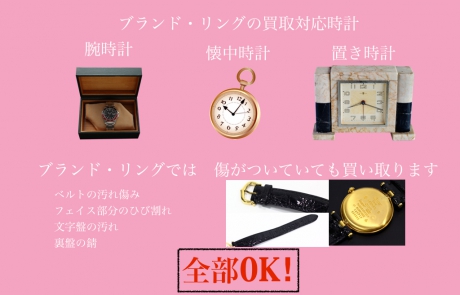 ブランド・リングの買取対応時計
腕時計 懐中時計 置き時計
ブランド・リングでは 傷がついていても買い取ります
ベルトの汚れ傷み
フェイス部分のひび割れ
文字盤の汚れ
裏盤の錆
全部OK!